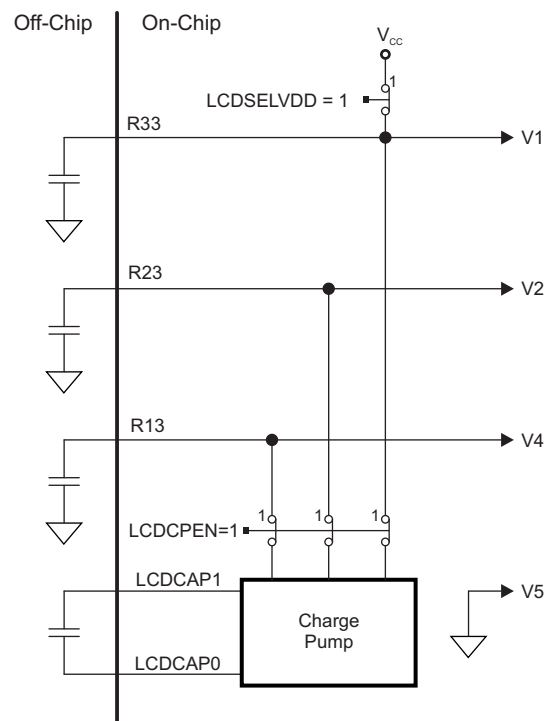 Off-Chip
On-Chip
VCC
1
LCDSELVDD = 1
R33
V1
R23
V2
R13
V4
1
1
1
LCDCPEN=1
LCDCAP1
V5
Charge
Pump
LCDCAP0